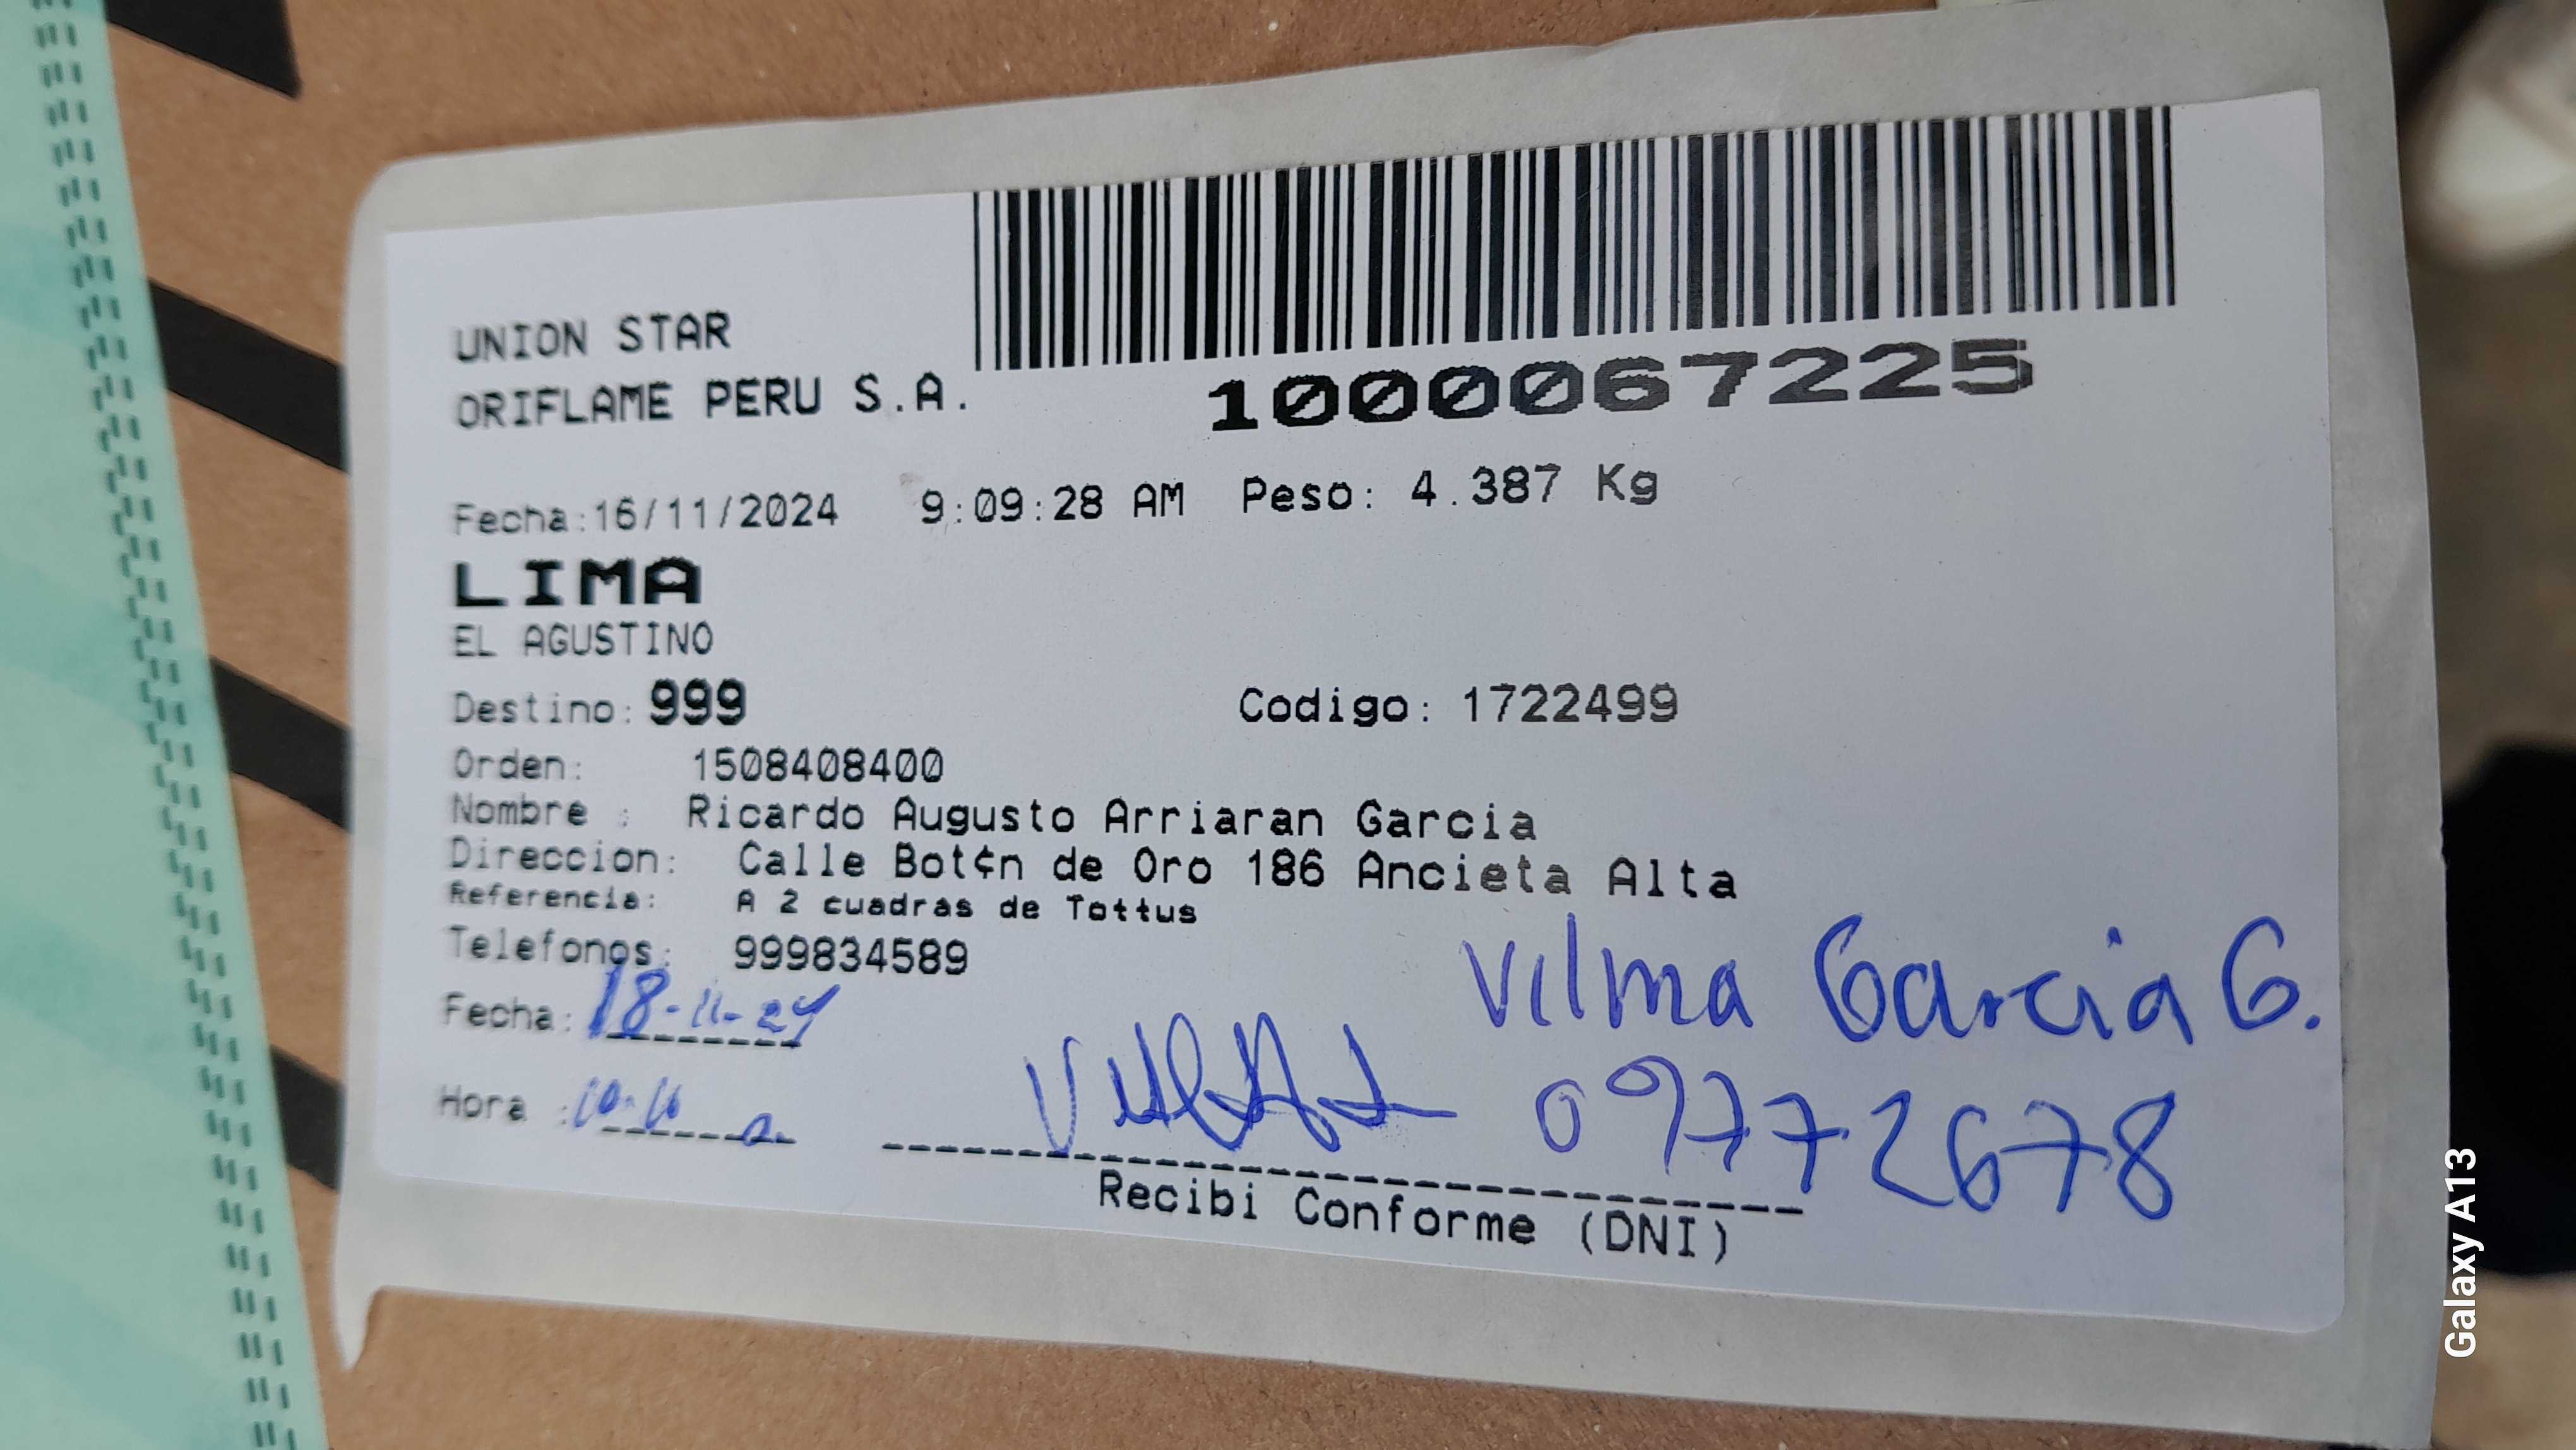 UNION STAR
ORIFLAME PERU S.A.
1000067225
Fecha:16/11/2024 9:09:28 AM Peso: 4.387 Kg
LIMA
EL AGUSTINO
Destino: 999 Codigo: 1722499
Orden: 1508408400
Nombre : Ricardo Augusto Arriaran Garcia
Direccion: Calle Bot¢n de Oro 186 Ancieta Alta
Referencia: A 2 cuadras de Tottus
Telefonos: 999834589
Vilma Garcia G.
Fecha: 18-11-24
Hora :
09772678
Recibi Conforme (DNI)
Galaxy A13